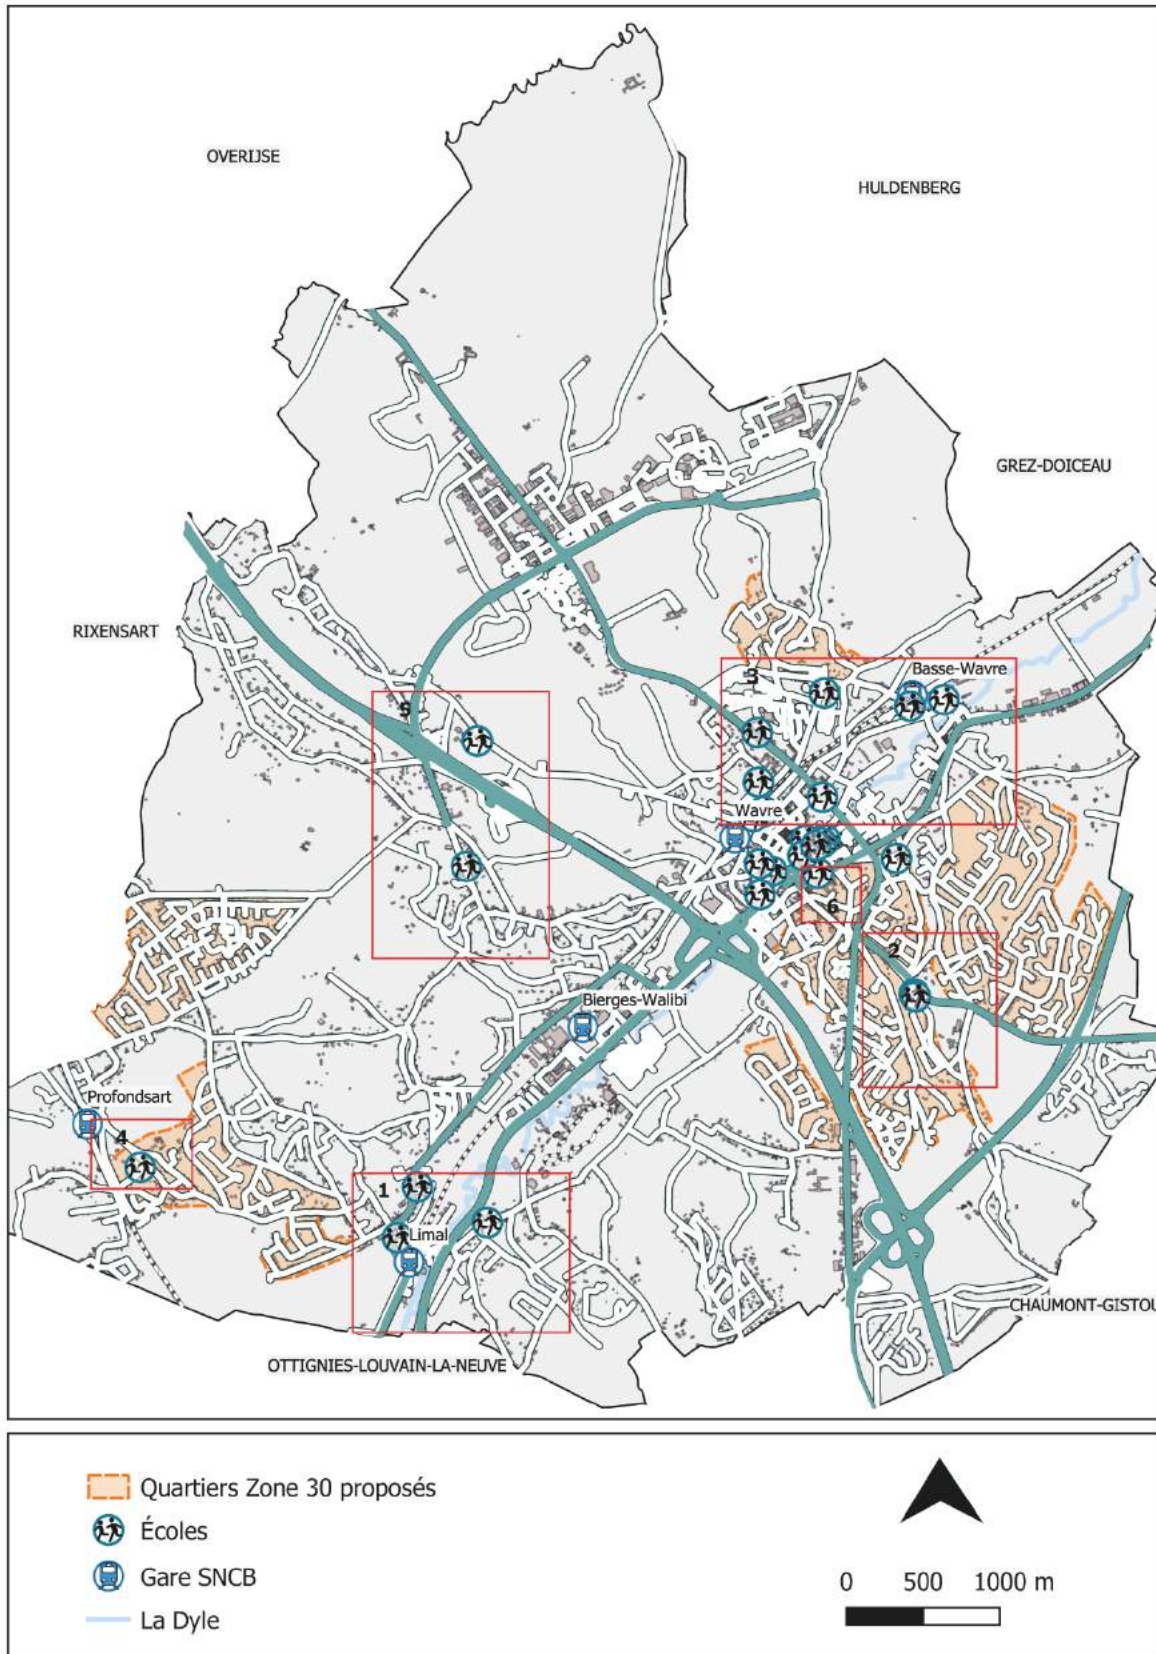 OVERIJSE
HULDENBERG
GREZ-DOICEAU
RIXENSART
Basse-Wavre
3
5
Wavre
6
2
Bierges-Walibi
Profondsart
4
1
Limal
CHAUMONT-GISTOU
OTTIGNIES-LOUVAIN-LA-NEUVE
Quartiers Zone 30 proposés
Écoles
Gare SNCB
La Dyle
0 500 1000 m